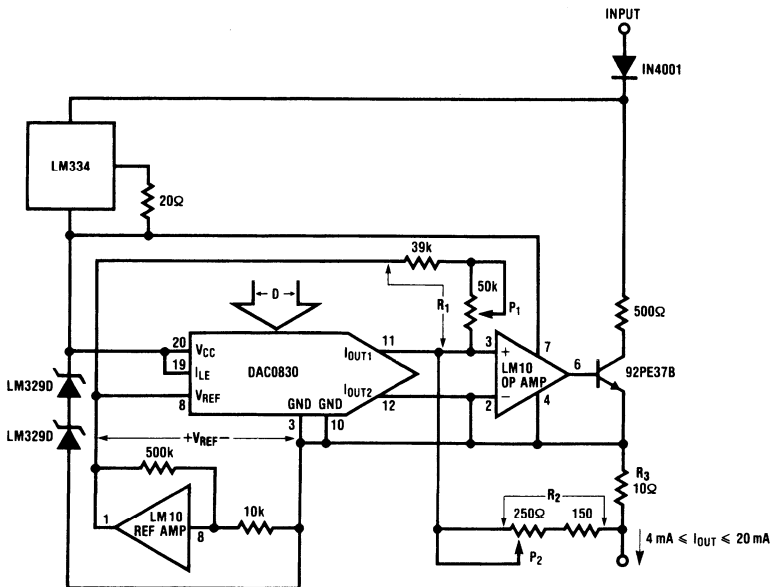 INPUT
IN4001
LM334
20Ω
39k
50k
P1
R1
D
500Ω
20
VCC
19
ILE
8
VREF
DAC0830
IOUT1
11
IOUT2
12
GND GND
3
10
3
+
LM10
OP AMP
−
2
7
6
4
92PE37B
LM329D
LM329D
+VREF−
500k
1
LM10
REF AMP
8
10k
R2
250Ω
150
P2
R3
10Ω
4 mA ≤ IOUT ≤ 20 mA